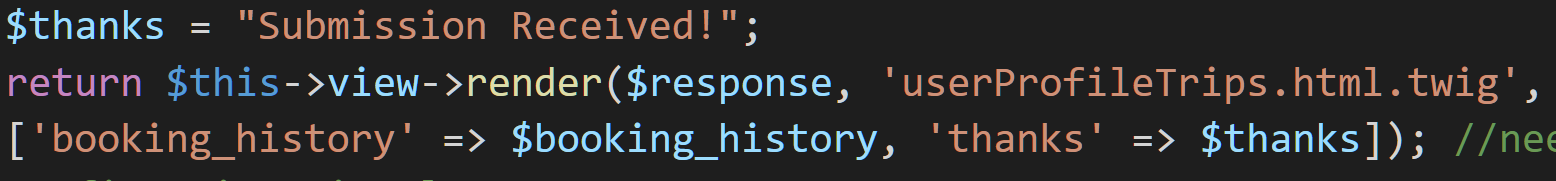 $thanks = "Submission Received!";
return $this->view->render($response, 'userProfileTrips.html.twig',
['booking_history' => $booking_history, 'thanks' => $thanks]); //nee